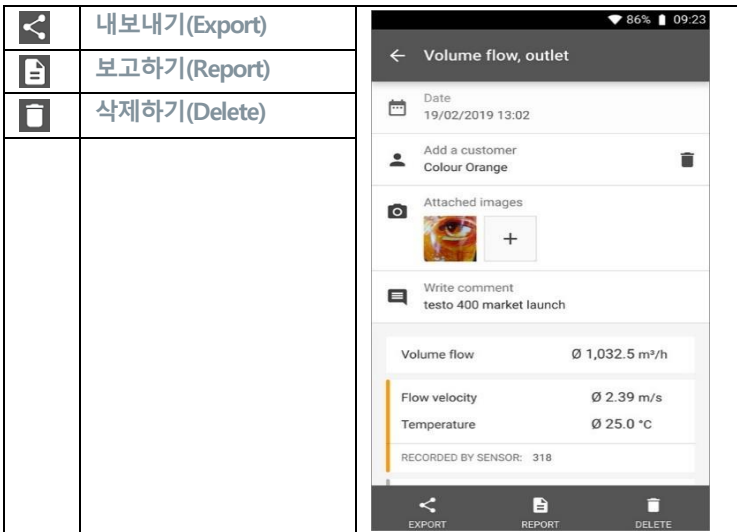 내보내기(Export)
보고하기(Report)
삭제하기(Delete)
86% 09:23
Volume flow, outlet
Date
19/02/2019 13:02
Add a customer
Colour Orange
Attached images
+
Write comment
testo 400 market launch
Volume flow Ø 1,032.5 m³/h
Flow velocity Ø 2.39 m/s
Temperature Ø 25.0 °C
RECORDED BY SENSOR: 318
EXPORT REPORT DELETE